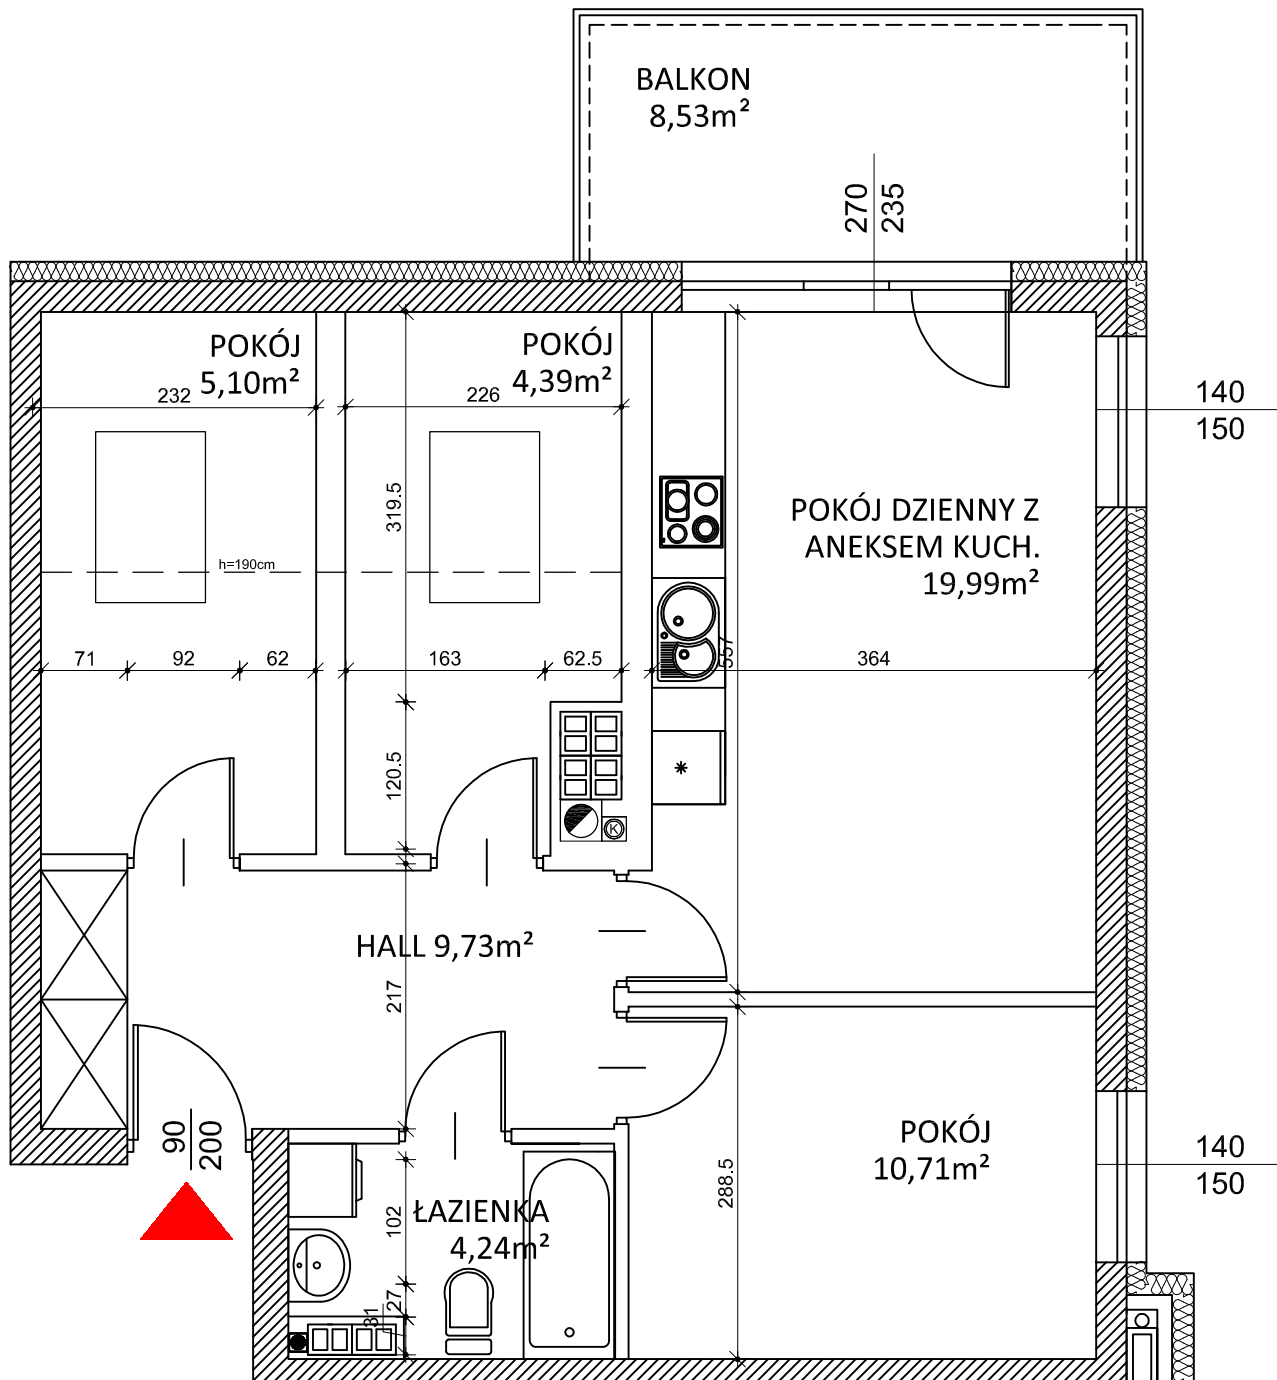 BALKON
8,53m²
270
235
POKÓJ
5,10m²
232
POKÓJ
4,39m²
226
140
150
319.5
POKÓJ DZIENNY Z
ANEKSEM KUCH.
19,99m²
h=190cm
71
92
62
163
62.5
557
364
120.5
K
HALL 9,73m²
217
90
200
POKÓJ
10,71m²
140
150
288.5
ŁAZIENKA
4,24m²
102
27
31